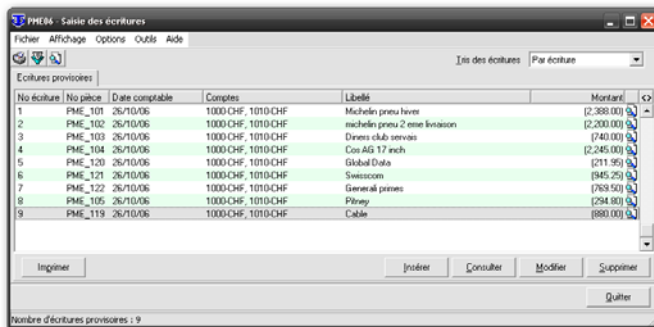 PME06 - Saisie des écritures
Fichier Affichage Options Outils Aide
Tris des écritures Par écriture
Ecritures provisoires
No écriture No pièce Date comptable Comptes Libellé Montant <>
1 PME_101 26/10/06 1000-CHF, 1010-CHF Michelin pneu hiver (2,388.00)
2 PME_102 26/10/06 1000-CHF, 1010-CHF michelin pneu 2 eme livraison (2,200.00)
3 PME_103 26/10/06 1000-CHF, 1010-CHF Diners club servais (740.00)
4 PME_104 26/10/06 1000-CHF, 1010-CHF Cos AG 17 inch (2,245.00)
5 PME_120 26/10/06 1000-CHF, 1010-CHF Global Data (211.95)
6 PME_121 26/10/06 1000-CHF, 1010-CHF Swisscom (945.25)
7 PME_122 26/10/06 1000-CHF, 1010-CHF Generali primes (769.50)
8 PME_105 26/10/06 1000-CHF, 1010-CHF Pitney (294.80)
9 PME_119 26/10/06 1000-CHF, 1010-CHF Cable (880.00)
Imprimer Insérer Consulter Modifier Supprimer
Quitter
Nombre d'écritures provisoires : 9